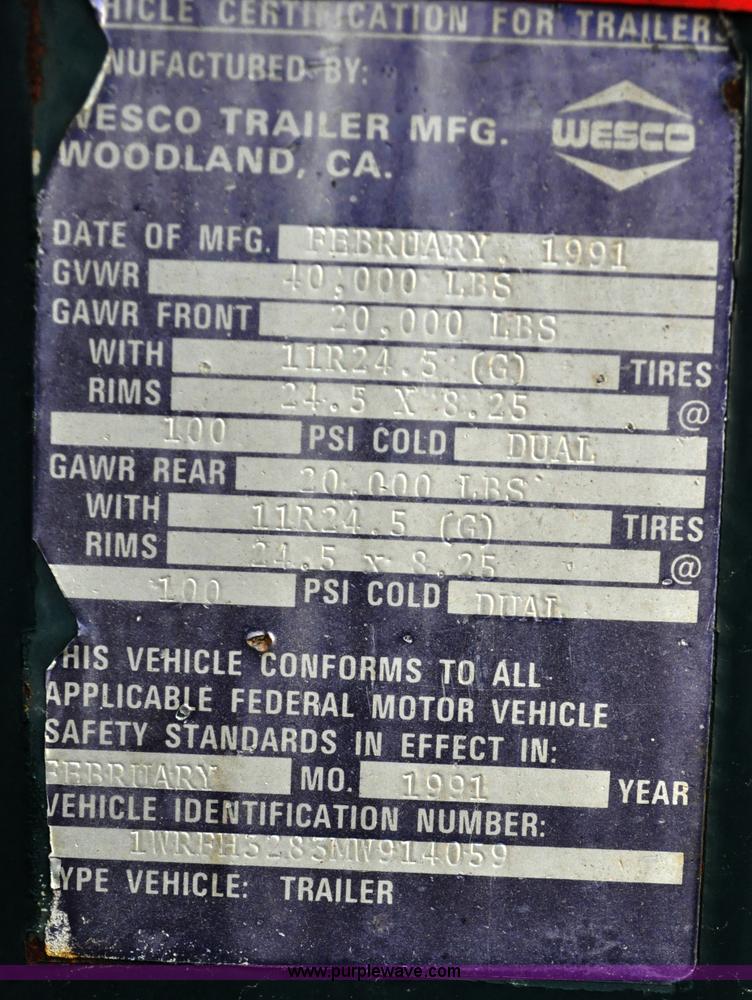 HICLE CERTIFICATION FOR TRAILERS
NUFACTURED BY:
WESCO TRAILER MFG.
WESCO
WOODLAND, CA.
DATE OF MFG. FEBRUARY, 1991
GVWR 40,000 LBS
GAWR FRONT 20,000 LBS
WITH 11R24.5 (G) TIRES
RIMS 24.5 X 8.25 @
100 PSI COLD DUAL
GAWR REAR 20,000 LBS
WITH 11R24.5 (G) TIRES
RIMS 24.5 x 8.25 @
100 PSI COLD DUAL
THIS VEHICLE CONFORMS TO ALL
APPLICABLE FEDERAL MOTOR VEHICLE
SAFETY STANDARDS IN EFFECT IN:
FEBRUARY MO. 1991 YEAR
VEHICLE IDENTIFICATION NUMBER:
1WRFH3283MW914059
TYPE VEHICLE: TRAILER
www.purplewave.com